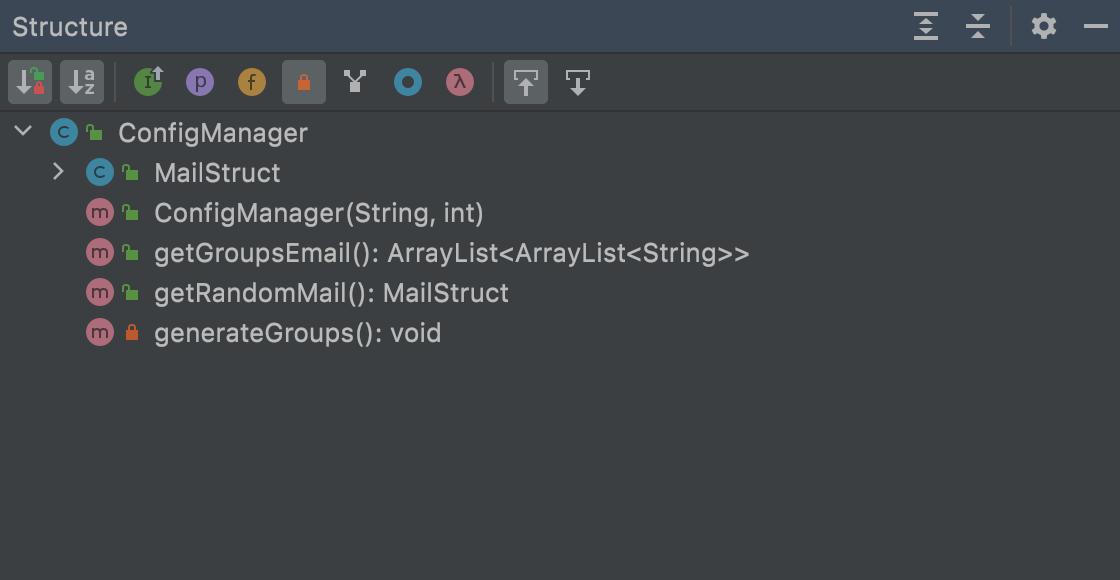 Structure
a
z
I p f λ
C ConfigManager
C MailStruct
m ConfigManager(String, int)
m getGroupsEmail(): ArrayList<ArrayList<String>>
m getRandomMail(): MailStruct
m generateGroups(): void